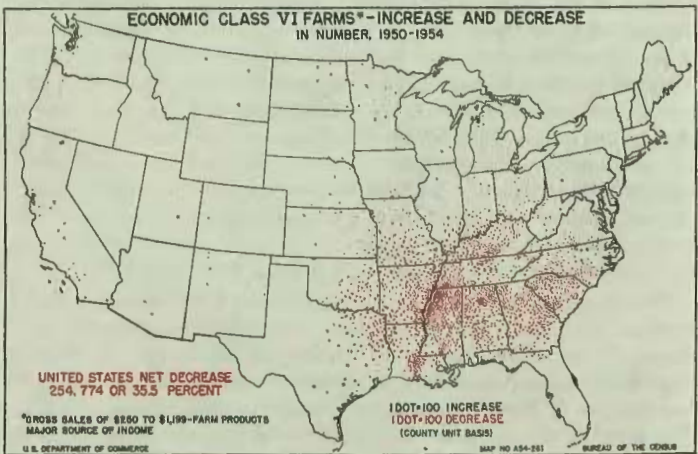 ECONOMIC CLASS VI FARMS*-INCREASE AND DECREASE
IN NUMBER, 1950-1954
UNITED STATES NET DECREASE
254,774 OR 35.5 PERCENT
*GROSS SALES OF $250 TO $1,199-FARM PRODUCTS
MAJOR SOURCE OF INCOME
U.S. DEPARTMENT OF COMMERCE
1 DOT=100 INCREASE
1 DOT=100 DECREASE
(COUNTY UNIT BASIS)
MAP NO A54-261
BUREAU OF THE CENSUS